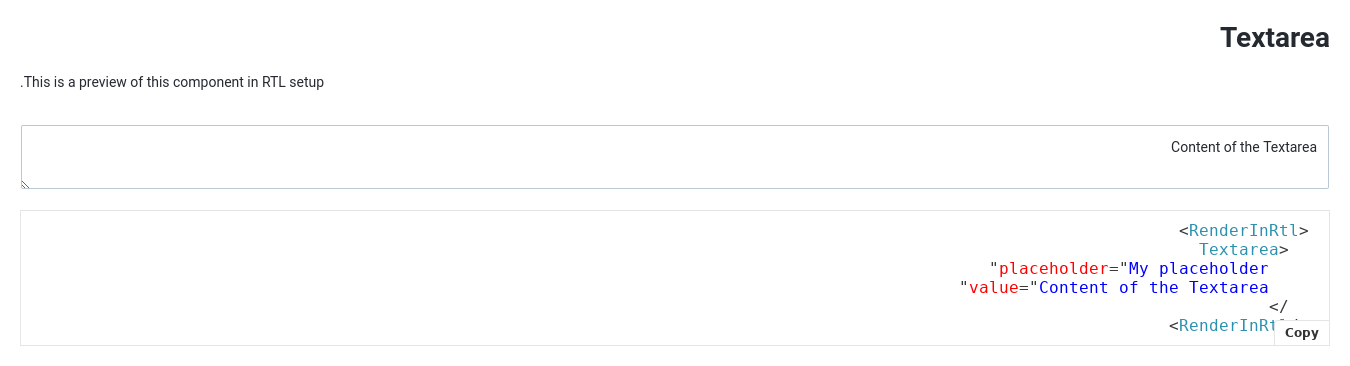 Textarea
.This is a preview of this component in RTL setup
Content of the Textarea
<RenderInRtl>
Textarea>
"placeholder="My placeholder
"value="Content of the Textarea
</
<RenderInRt
Copy